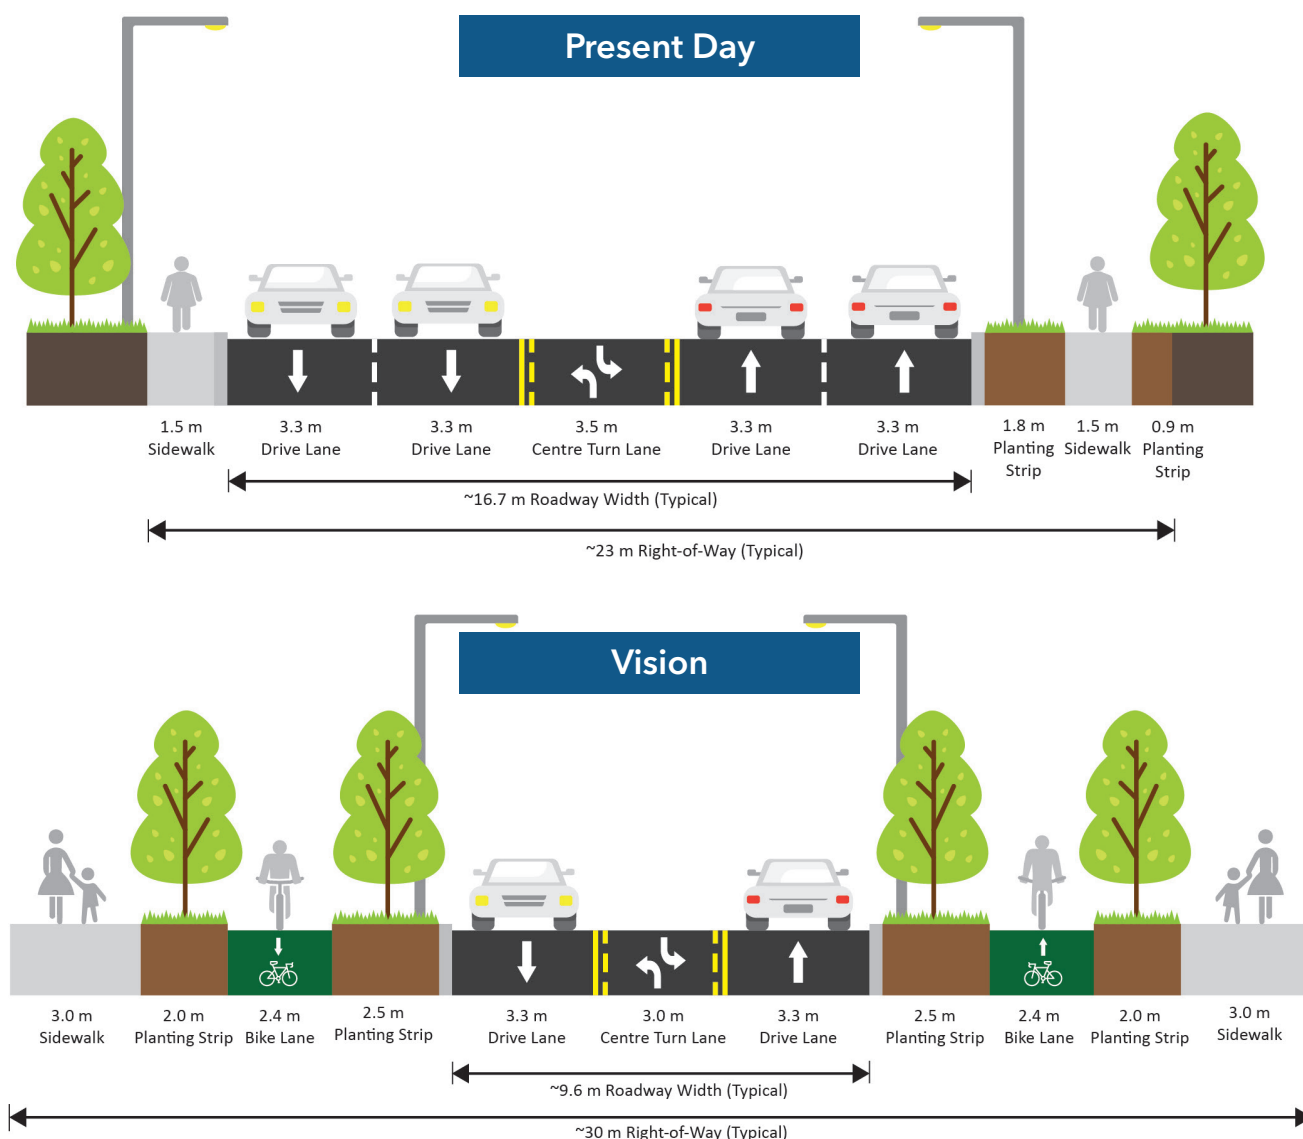 Present Day
1.5 m
Sidewalk
3.3 m
Drive Lane
3.3 m
Drive Lane
3.5 m
Centre Turn Lane
3.3 m
Drive Lane
3.3 m
Drive Lane
1.8 m
Planting
Strip
1.5 m
Sidewalk
0.9 m
Planting
Strip
~16.7 m Roadway Width (Typical)
~23 m Right-of-Way (Typical)
Vision
3.0 m
Sidewalk
2.0 m
Planting Strip
2.4 m
Bike Lane
2.5 m
Planting Strip
3.3 m
Drive Lane
3.0 m
Centre Turn Lane
3.3 m
Drive Lane
2.5 m
Planting Strip
2.4 m
Bike Lane
2.0 m
Planting Strip
3.0 m
Sidewalk
~9.6 m Roadway Width (Typical)
~30 m Right-of-Way (Typical)